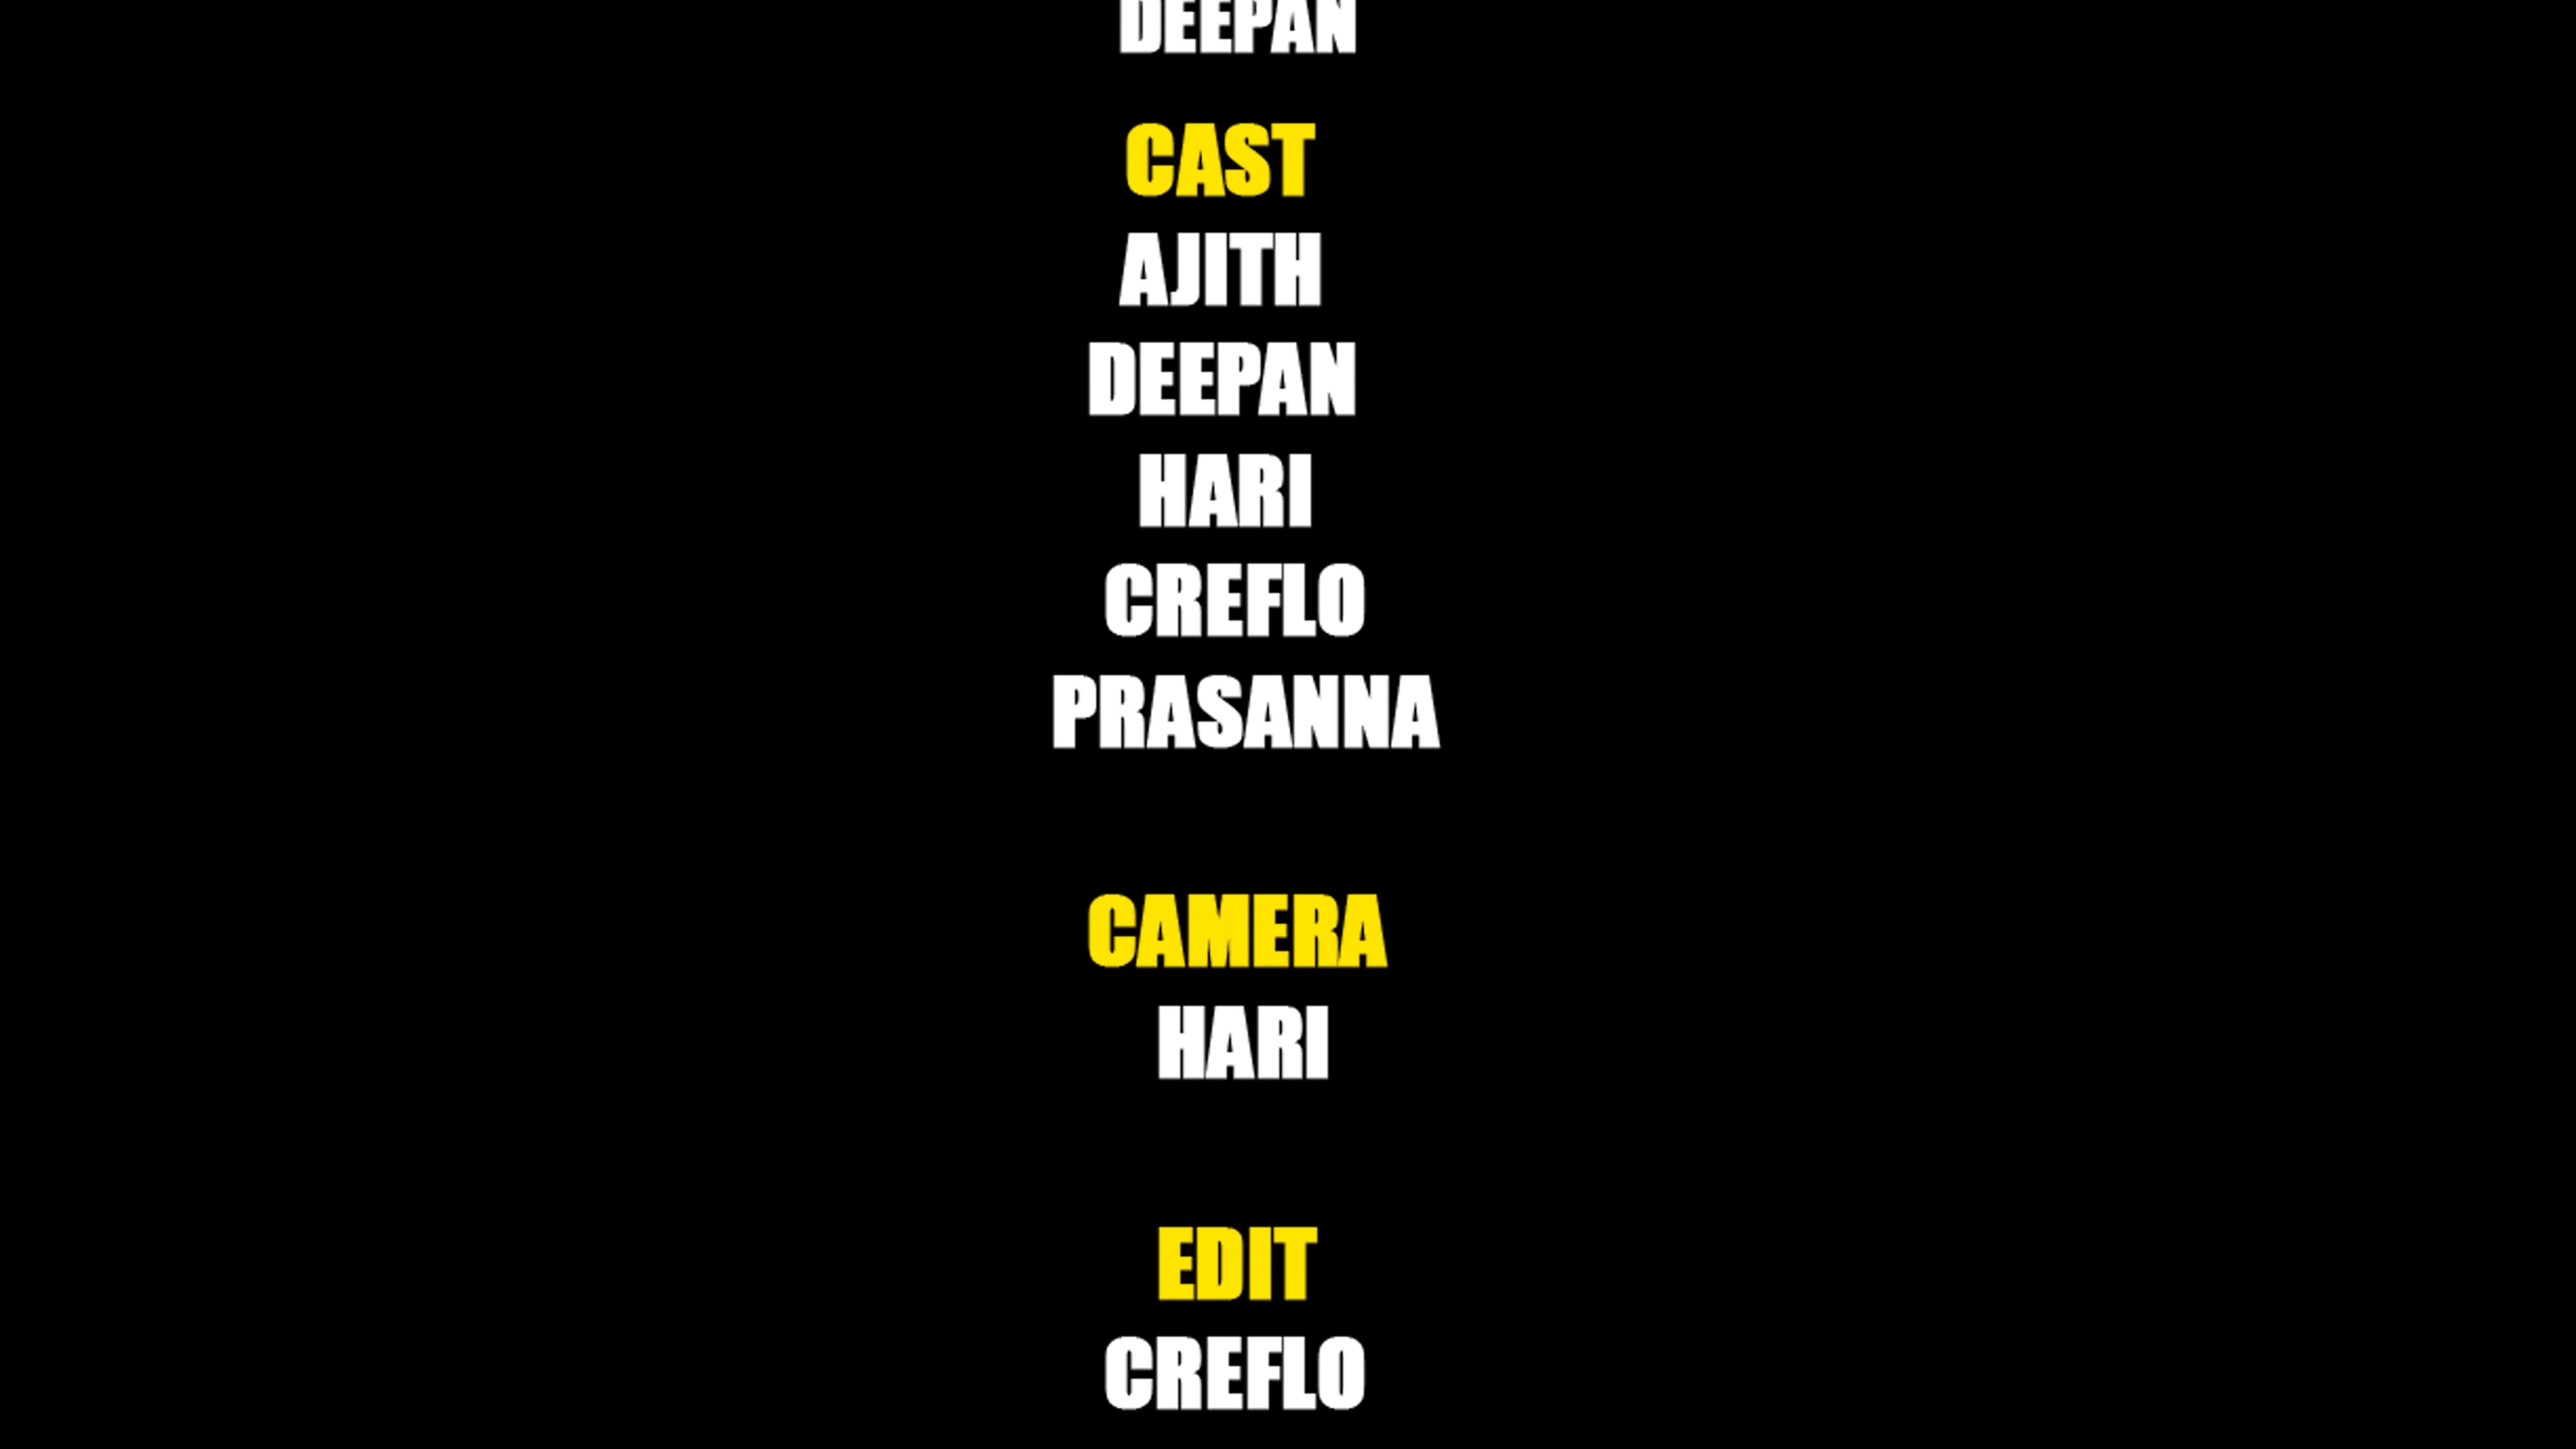 DEEPAN
CAST
AJITH
DEEPAN
HARI
CREFLO
PRASANNA
CAMERA
HARI
EDIT
CREFLO